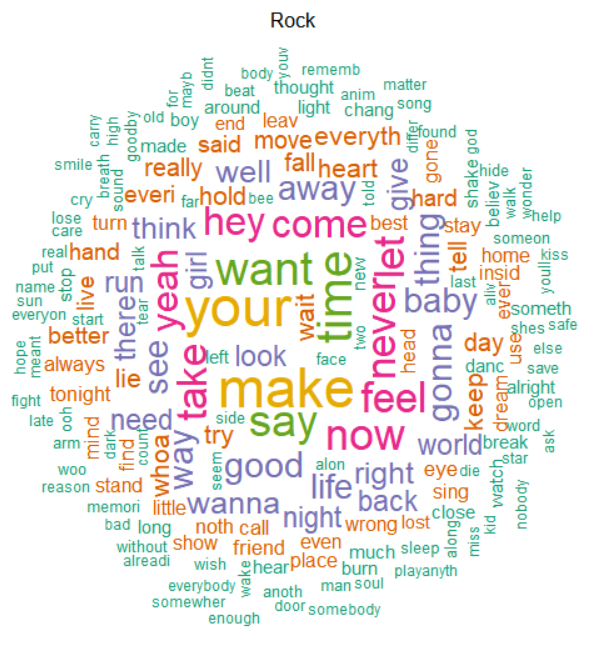 Rock
youv
didnt
body
rememb
mayb
beat
thought
anim
matter
for
around
light
chang
song
carry
high
goodby
old
boy
end
leav
differ
found
made
said
move
everyth
gone
god
smile
breath
really
well
fall
heart
give
shake
hide
cry
sound
everi
far
hold
bee
away
told
hard
believ
walk
wonder
lose
care
turn
think
hey
come
best
stay
help
real
hand
talk
yeah
girl
want
time
new
never
let
thing
tell
home
someon
kiss
put
stop
live
run
there
tear
your
wait
baby
last
insid
youll
name
sun
everyon
start
see
two
aliv
ever
someth
hope
meant
better
left
look
face
head
gonna
day
use
shes
safe
always
lie
take
make
feel
keep
danc
dream
else
save
fight
tonight
need
side
say
now
alright
open
late
ooh
mind
dark
find
count
whoa
way
try
world
word
break
arm
woo
seem
good
alon
right
eye
die
star
ask
reason
stand
life
back
sing
watch
nobody
memori
little
wanna
night
wrong
lost
close
kid
bad
long
noth
call
even
along
miss
without
show
friend
place
much
sleep
alreadi
wish
wake
hear
burn
play
anyth
everybody
anoth
man
soul
somewher
door
somebody
enough